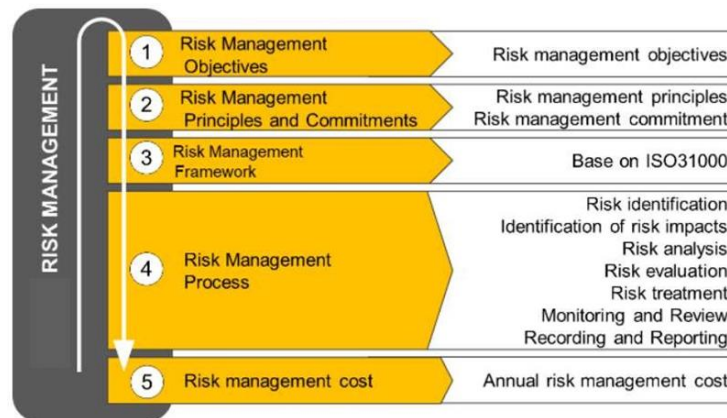 RISK MANAGEMENT
1
Risk Management
Objectives
Risk management objectives
2
Risk Management
Principles and Commitments
Risk management principles
Risk management commitment
3
Risk Management
Framework
Base on ISO31000
4
Risk Management
Process
Risk identification
Identification of risk impacts
Risk analysis
Risk evaluation
Risk treatment
Monitoring and Review
Recording and Reporting
5
Risk management cost
Annual risk management cost